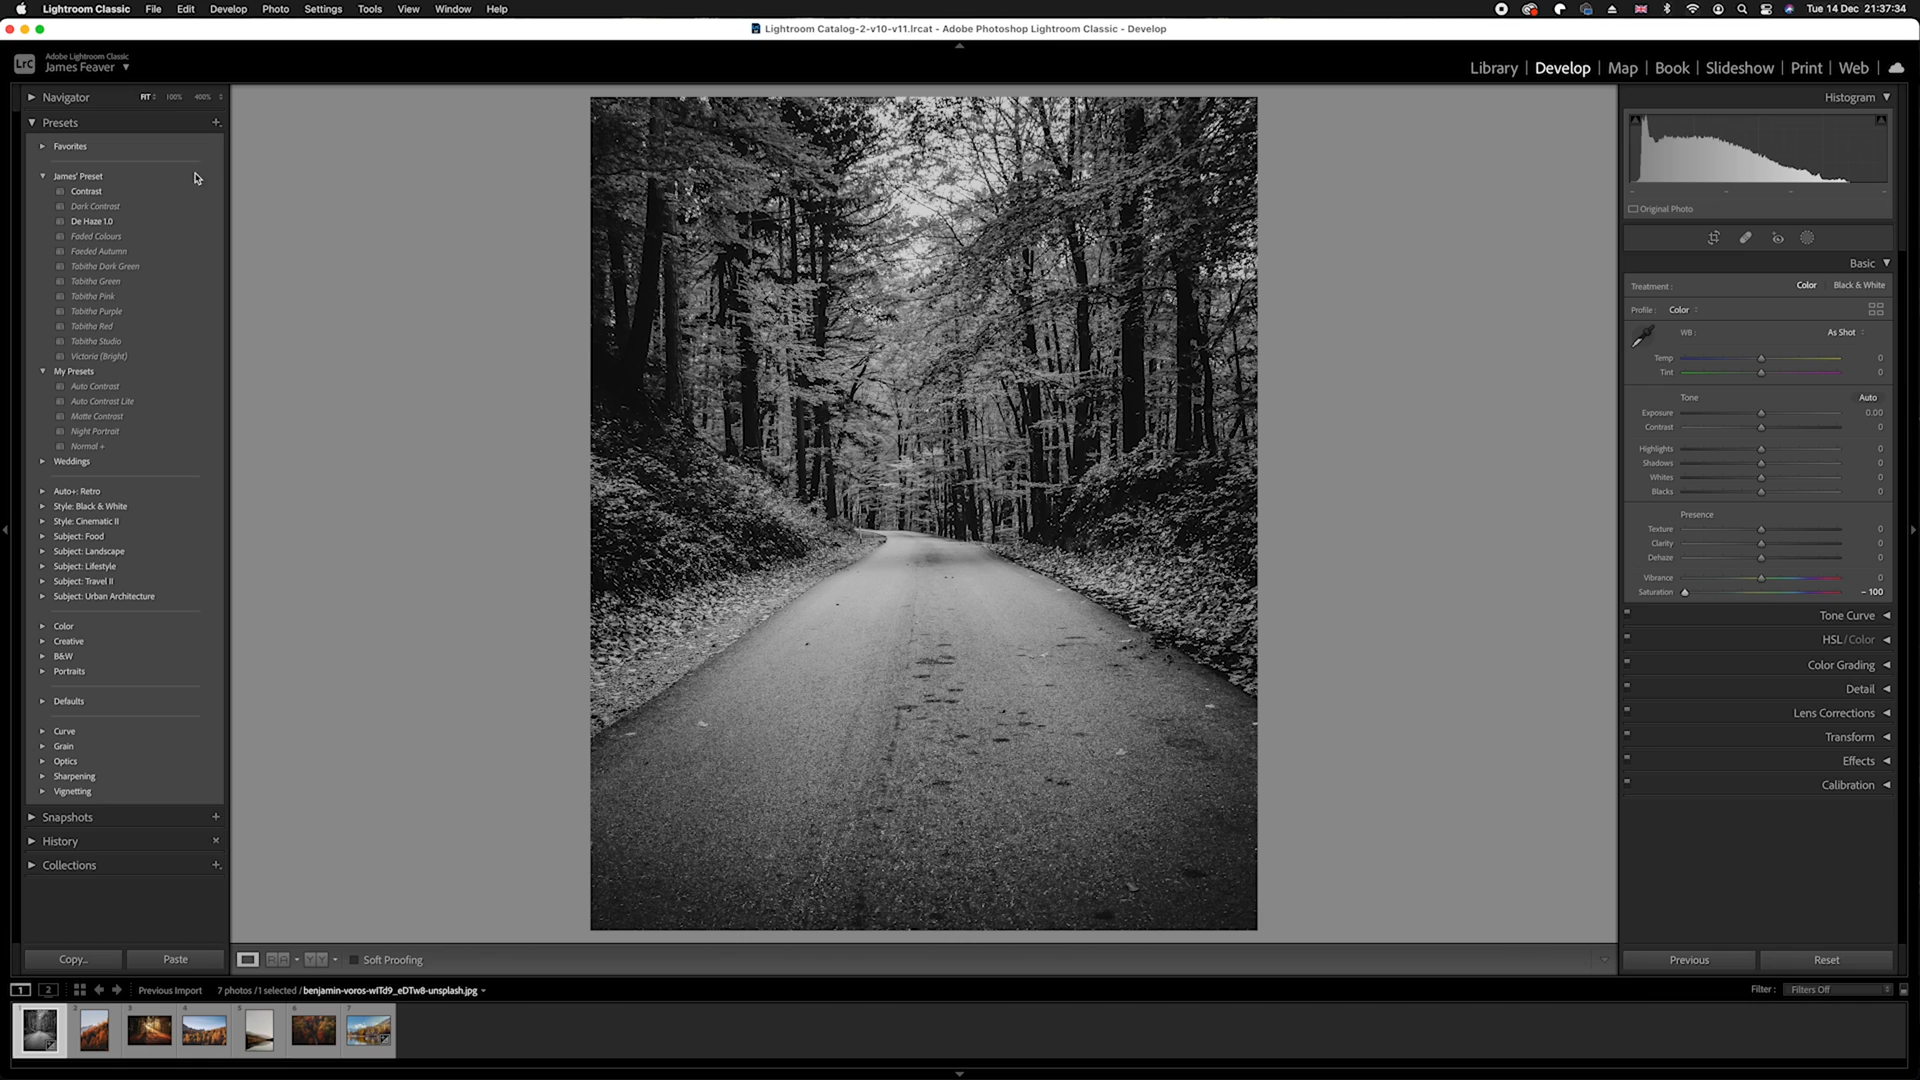 Lightroom Classic File Edit Develop Photo Settings Tools View Window Help Tue 14 Dec 21:37:34
Lightroom Catalog-2-v10-v11.lrcat - Adobe Photoshop Lightroom Classic - Develop
LrC
Adobe Lightroom Classic
James Feaver
Library | Develop | Map | Book | Slideshow | Print | Web
Navigator FIT 100% 400%
Presets
Favorites
James' Preset
Contrast
Dark Contrast
De Haze 1.0
Faded Colours
Faeded Autumn
Tabitha Dark Green
Tabitha Green
Tabitha Pink
Tabitha Purple
Tabitha Red
Tabitha Studio
Victoria (Bright)
My Presets
Auto Contrast
Auto Contrast Lite
Matte Contrast
Night Portrait
Normal +
Weddings
Auto+: Retro
Style: Black & White
Style: Cinematic II
Subject: Food
Subject: Landscape
Subject: Lifestyle
Subject: Travel II
Subject: Urban Architecture
Color
Creative
B&W
Portraits
Defaults
Curve
Grain
Optics
Sharpening
Vignetting
Snapshots
History
Collections
Copy... Paste
Histogram
Original Photo
Basic
Treatment : Color Black & White
Profile : Color
WB : As Shot
Temp 0
Tint 0
Tone Auto
Exposure 0.00
Contrast 0
Highlights 0
Shadows 0
Whites 0
Blacks 0
Presence
Texture 0
Clarity 0
Dehaze 0
Vibrance 0
Saturation - 100
Tone Curve
HSL / Color
Color Grading
Detail
Lens Corrections
Transform
Effects
Calibration
Previous Reset
R A Y Y Soft Proofing
1 2 Previous Import 7 photos / 1 selected / benjamin-voros-wITd9_eDTw8-unsplash.jpg
Filter : Filters Off
1 2 3 4 5 6 7